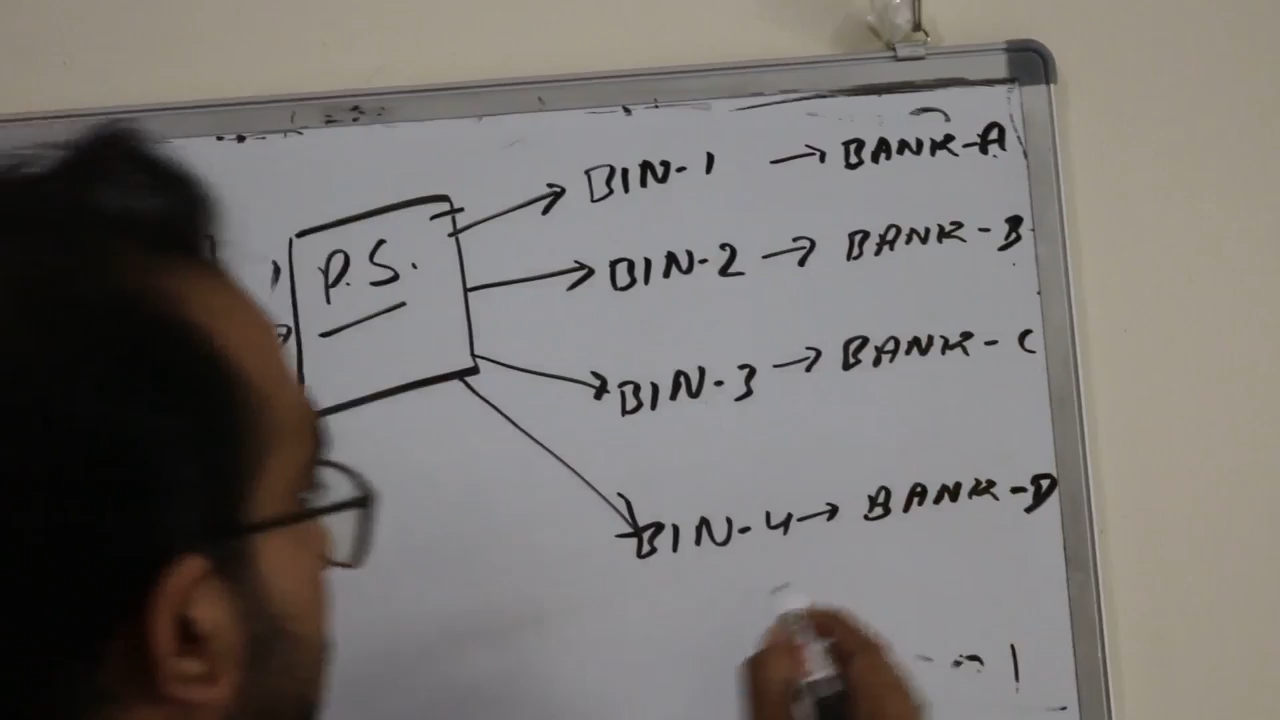 P.S.
BIN-1 → BANK-A
BIN-2 → BANK-B
BIN-3 → BANK-C
BIN-4 → BANK-D